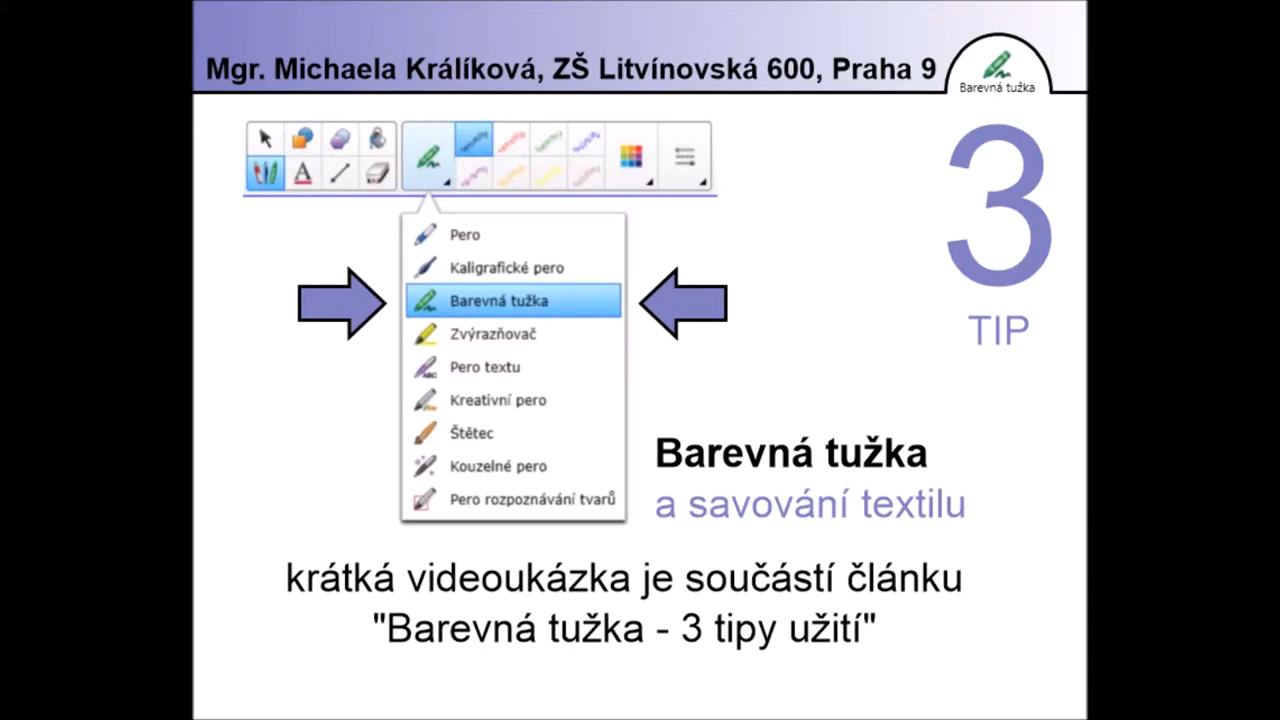 Mgr. Michaela Králíková, ZŠ Litvínovská 600, Praha 9
Barevná tužka
3
TIP
Pero
Kaligrafické pero
Barevná tužka
Zvýrazňovač
Pero textu
Kreativní pero
Štětec
Kouzelné pero
Pero rozpoznávání tvarů
Barevná tužka
a savování textilu
krátká videoukázka je součástí článku
"Barevná tužka - 3 tipy užití"